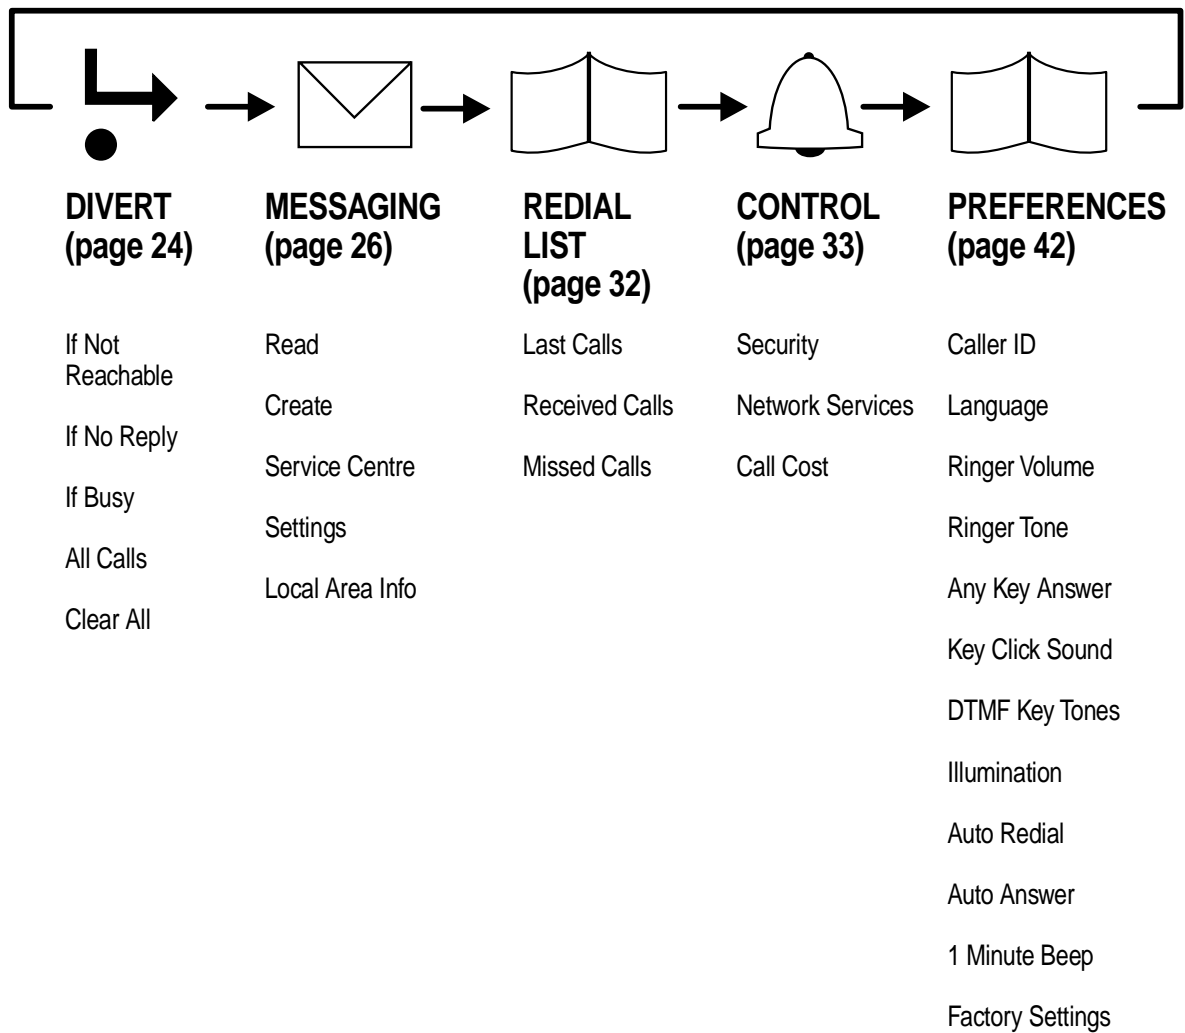 DIVERT
(page 24)
If Not
Reachable
If No Reply
If Busy
All Calls
Clear All
MESSAGING
(page 26)
Read
Create
Service Centre
Settings
Local Area Info
REDIAL
LIST
(page 32)
Last Calls
Received Calls
Missed Calls
CONTROL
(page 33)
Security
Network Services
Call Cost
PREFERENCES
(page 42)
Caller ID
Language
Ringer Volume
Ringer Tone
Any Key Answer
Key Click Sound
DTMF Key Tones
Illumination
Auto Redial
Auto Answer
1 Minute Beep
Factory Settings